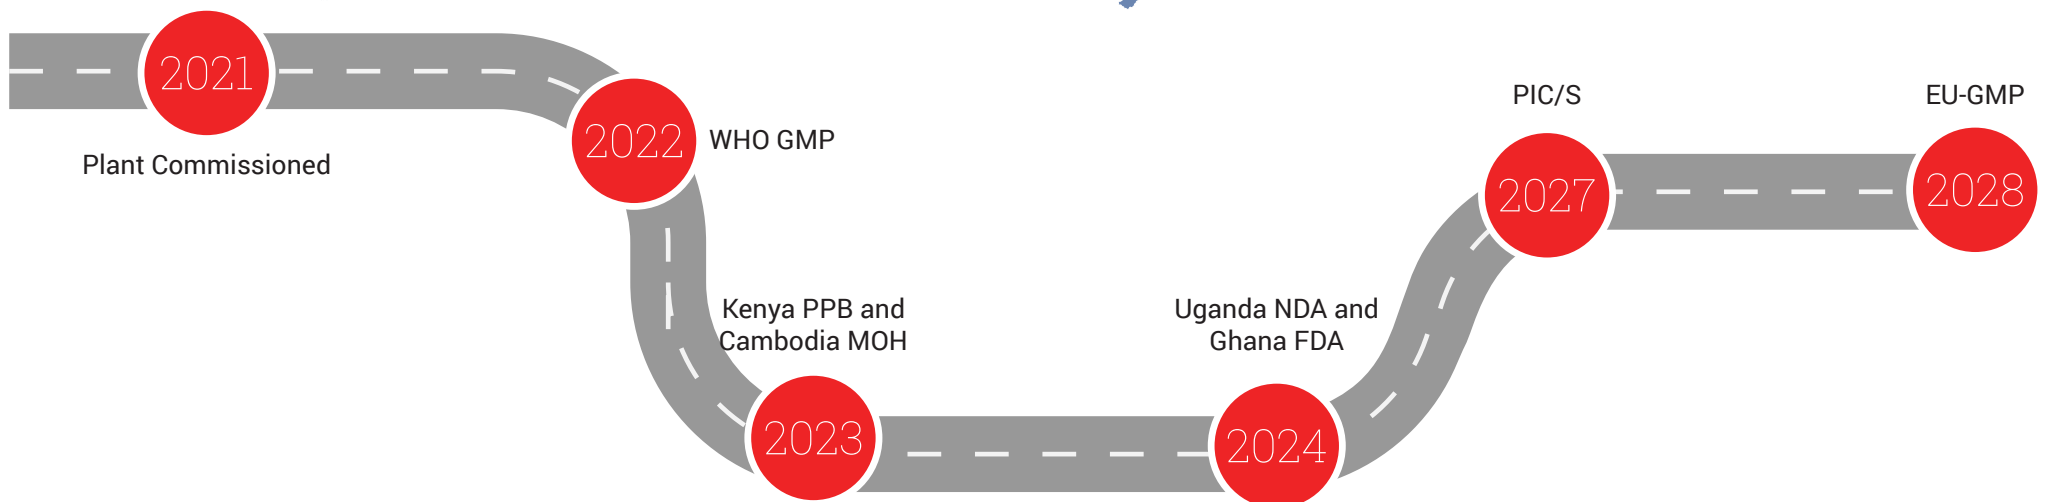 2021
Plant Commissioned
2022
WHO GMP
Kenya PPB and
Cambodia MOH
2023
Uganda NDA and
Ghana FDA
2024
PIC/S
2027
EU-GMP
2028